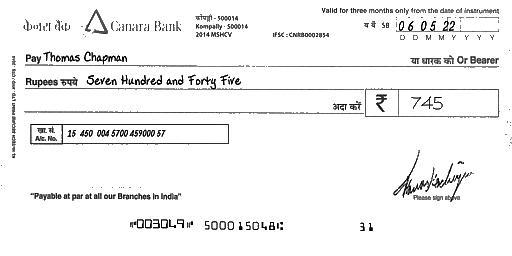 केनरा बैंक Canara Bank
कोंपल्ली - 500014
Kompally - 500014
2014 MSHCV
IFSC : CNRB0002854
Valid for three months only from the date of instrument
SB 06 05 22
D D M M Y Y Y Y
Pay Thomas Chapman
या धारक को Or Bearer
Rupees रुपये Seven Hundred and Forty Five
अदा करें ₹ 745
खा. सं.
A/c. No. 15 450 004 5700 459000 57
"Payable at par at all our Branches in India"
Please sign above
⑈003049⑈ 500015048⑆ 31